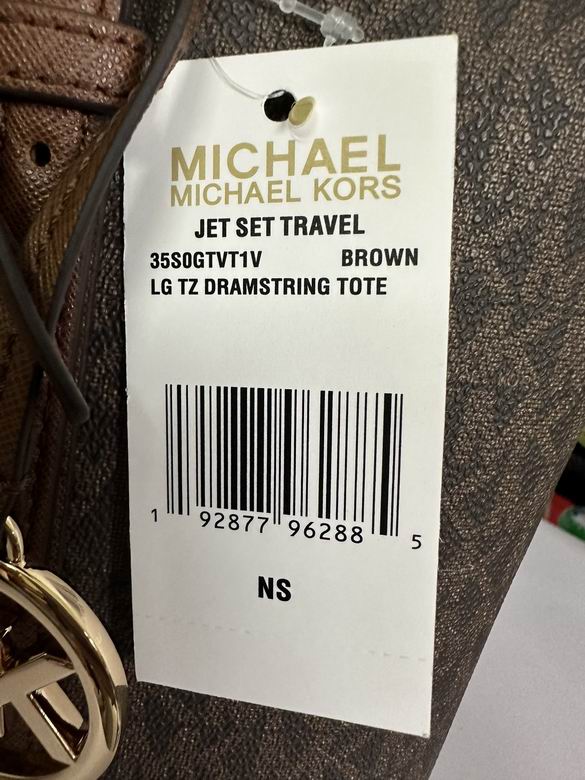 MICHAEL
MICHAEL KORS
JET SET TRAVEL
35S0GTVT1V BROWN
LG TZ DRAMSTRING TOTE
1 92877 96288 5
NS